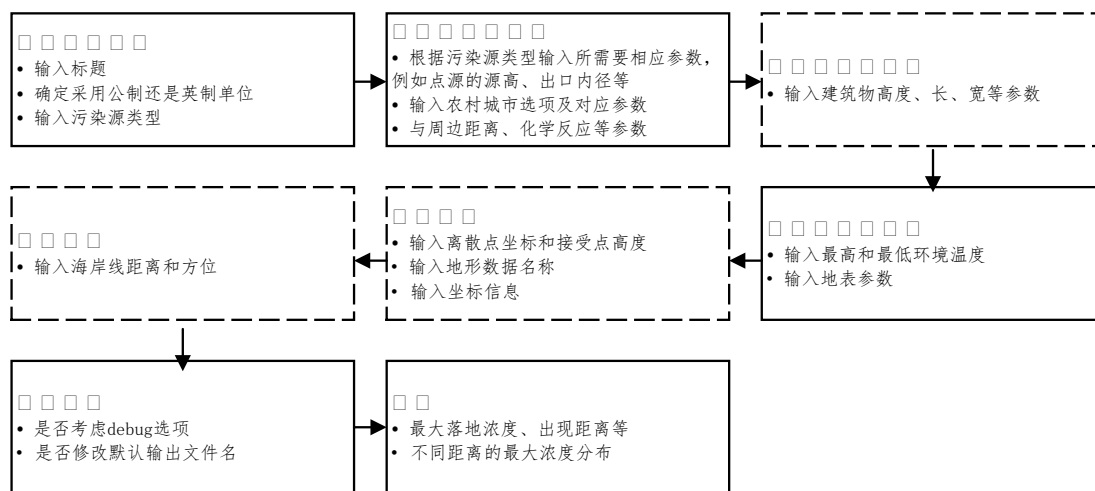 • 输入标题
• 确定采用公制还是英制单位
• 输入污染源类型
• 根据污染源类型输入所需要相应参数，
例如点源的源高、出口内径等
• 输入农村城市选项及对应参数
• 与周边距离、化学反应等参数
• 输入建筑物高度、长、宽等参数
• 输入海岸线距离和方位
• 输入离散点坐标和接受点高度
• 输入地形数据名称
• 输入坐标信息
• 输入最高和最低环境温度
• 输入地表参数
• 是否考虑debug选项
• 是否修改默认输出文件名
• 最大落地浓度、出现距离等
• 不同距离的最大浓度分布